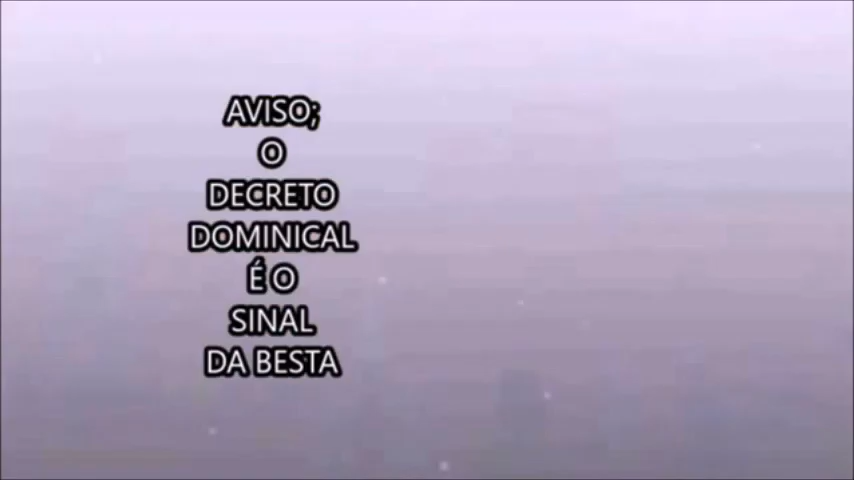 AVISO;
O
DECRETO
DOMINICAL
É O
SINAL
DA BESTA